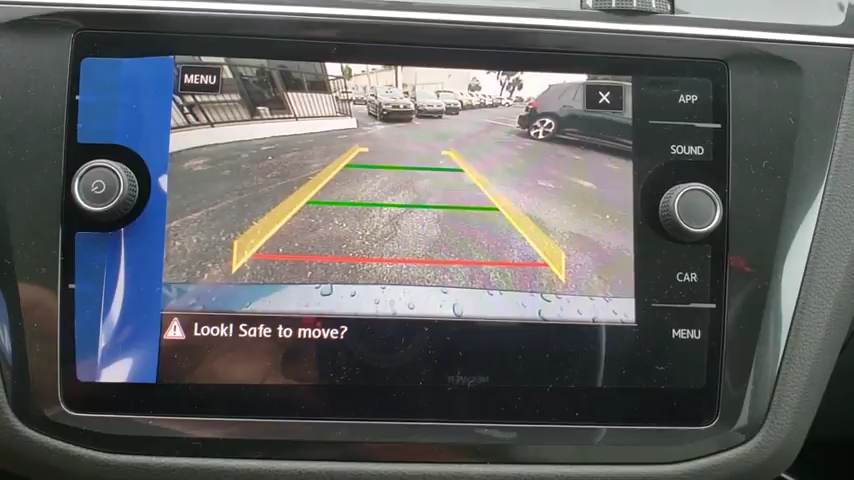 MENU
APP
SOUND
CAR
Look! Safe to move?
MENU